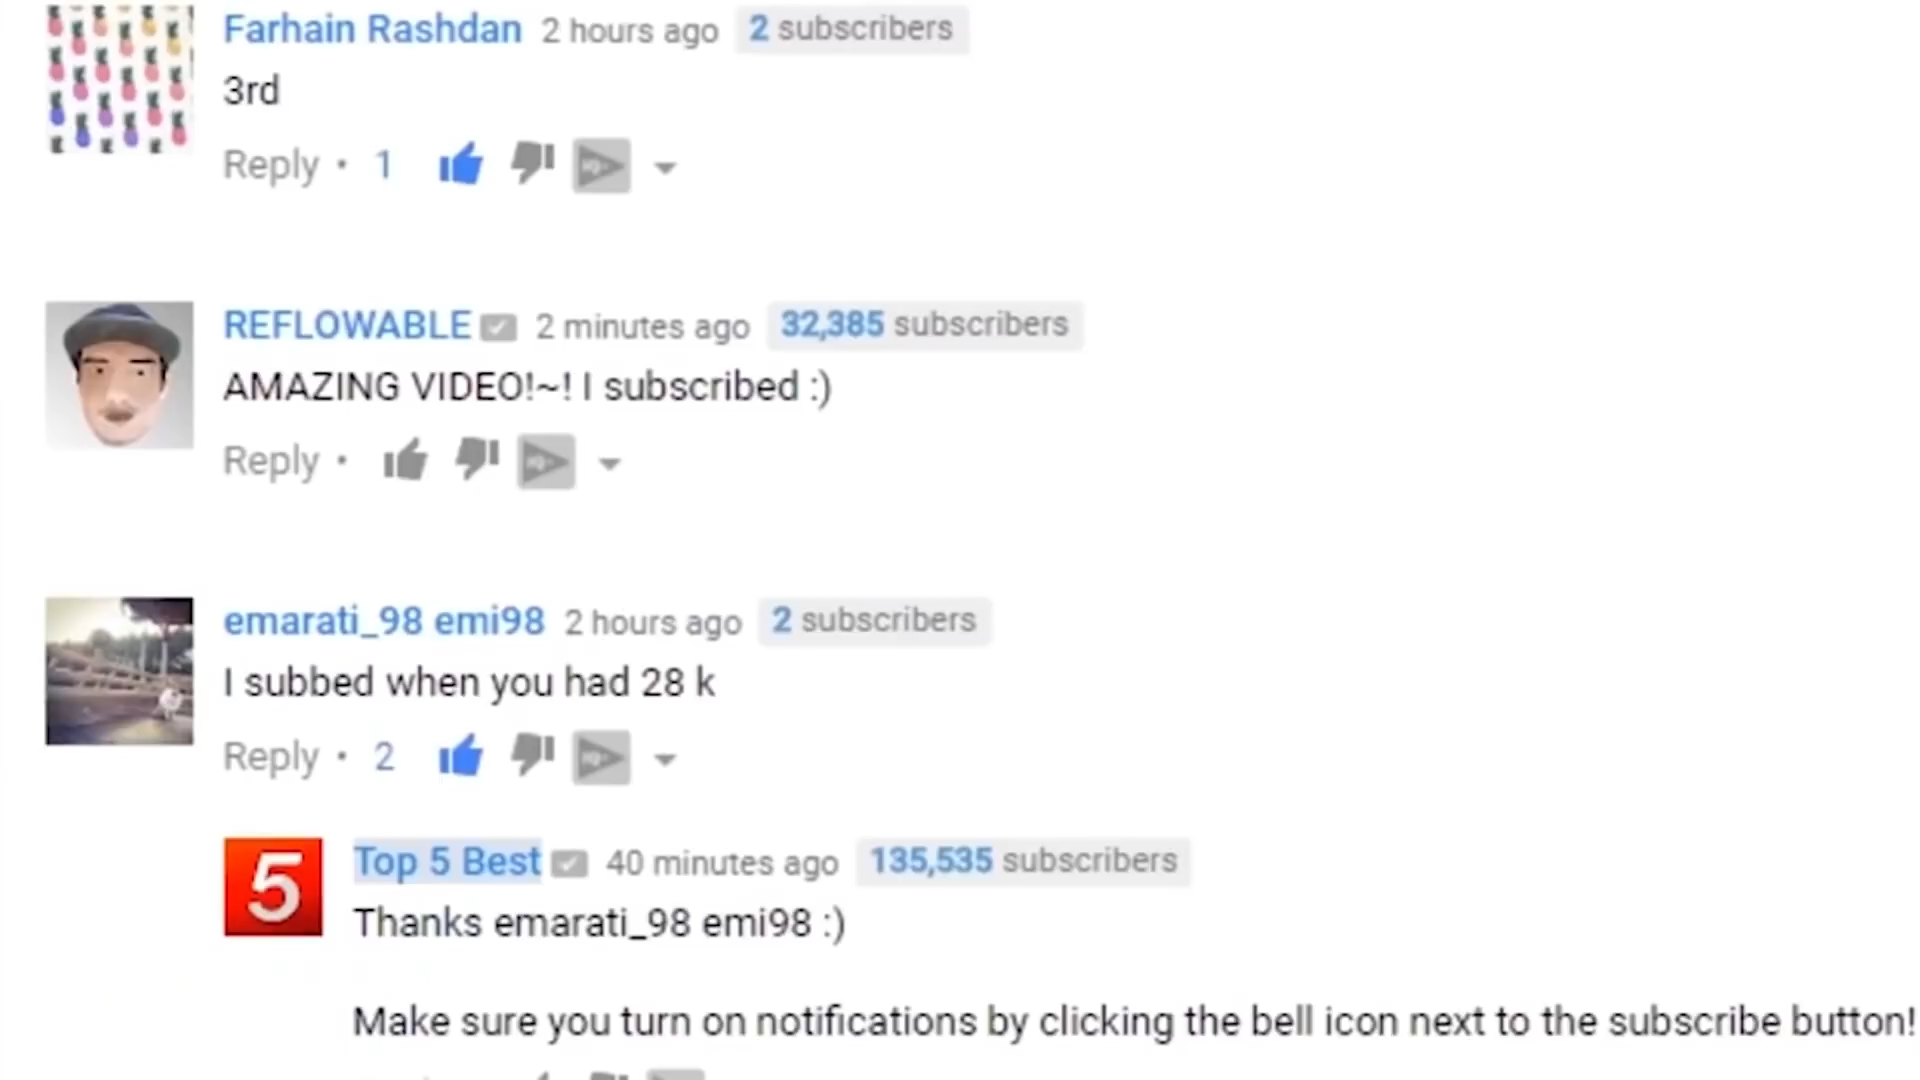 Farhain Rashdan 2 hours ago 2 subscribers
3rd
Reply • 1
REFLOWABLE 2 minutes ago 32,385 subscribers
AMAZING VIDEO!~! I subscribed :)
Reply •
emarati_98 emi98 2 hours ago 2 subscribers
I subbed when you had 28 k
Reply • 2
5
Top 5 Best 40 minutes ago 135,535 subscribers
Thanks emarati_98 emi98 :)
Make sure you turn on notifications by clicking the bell icon next to the subscribe button!